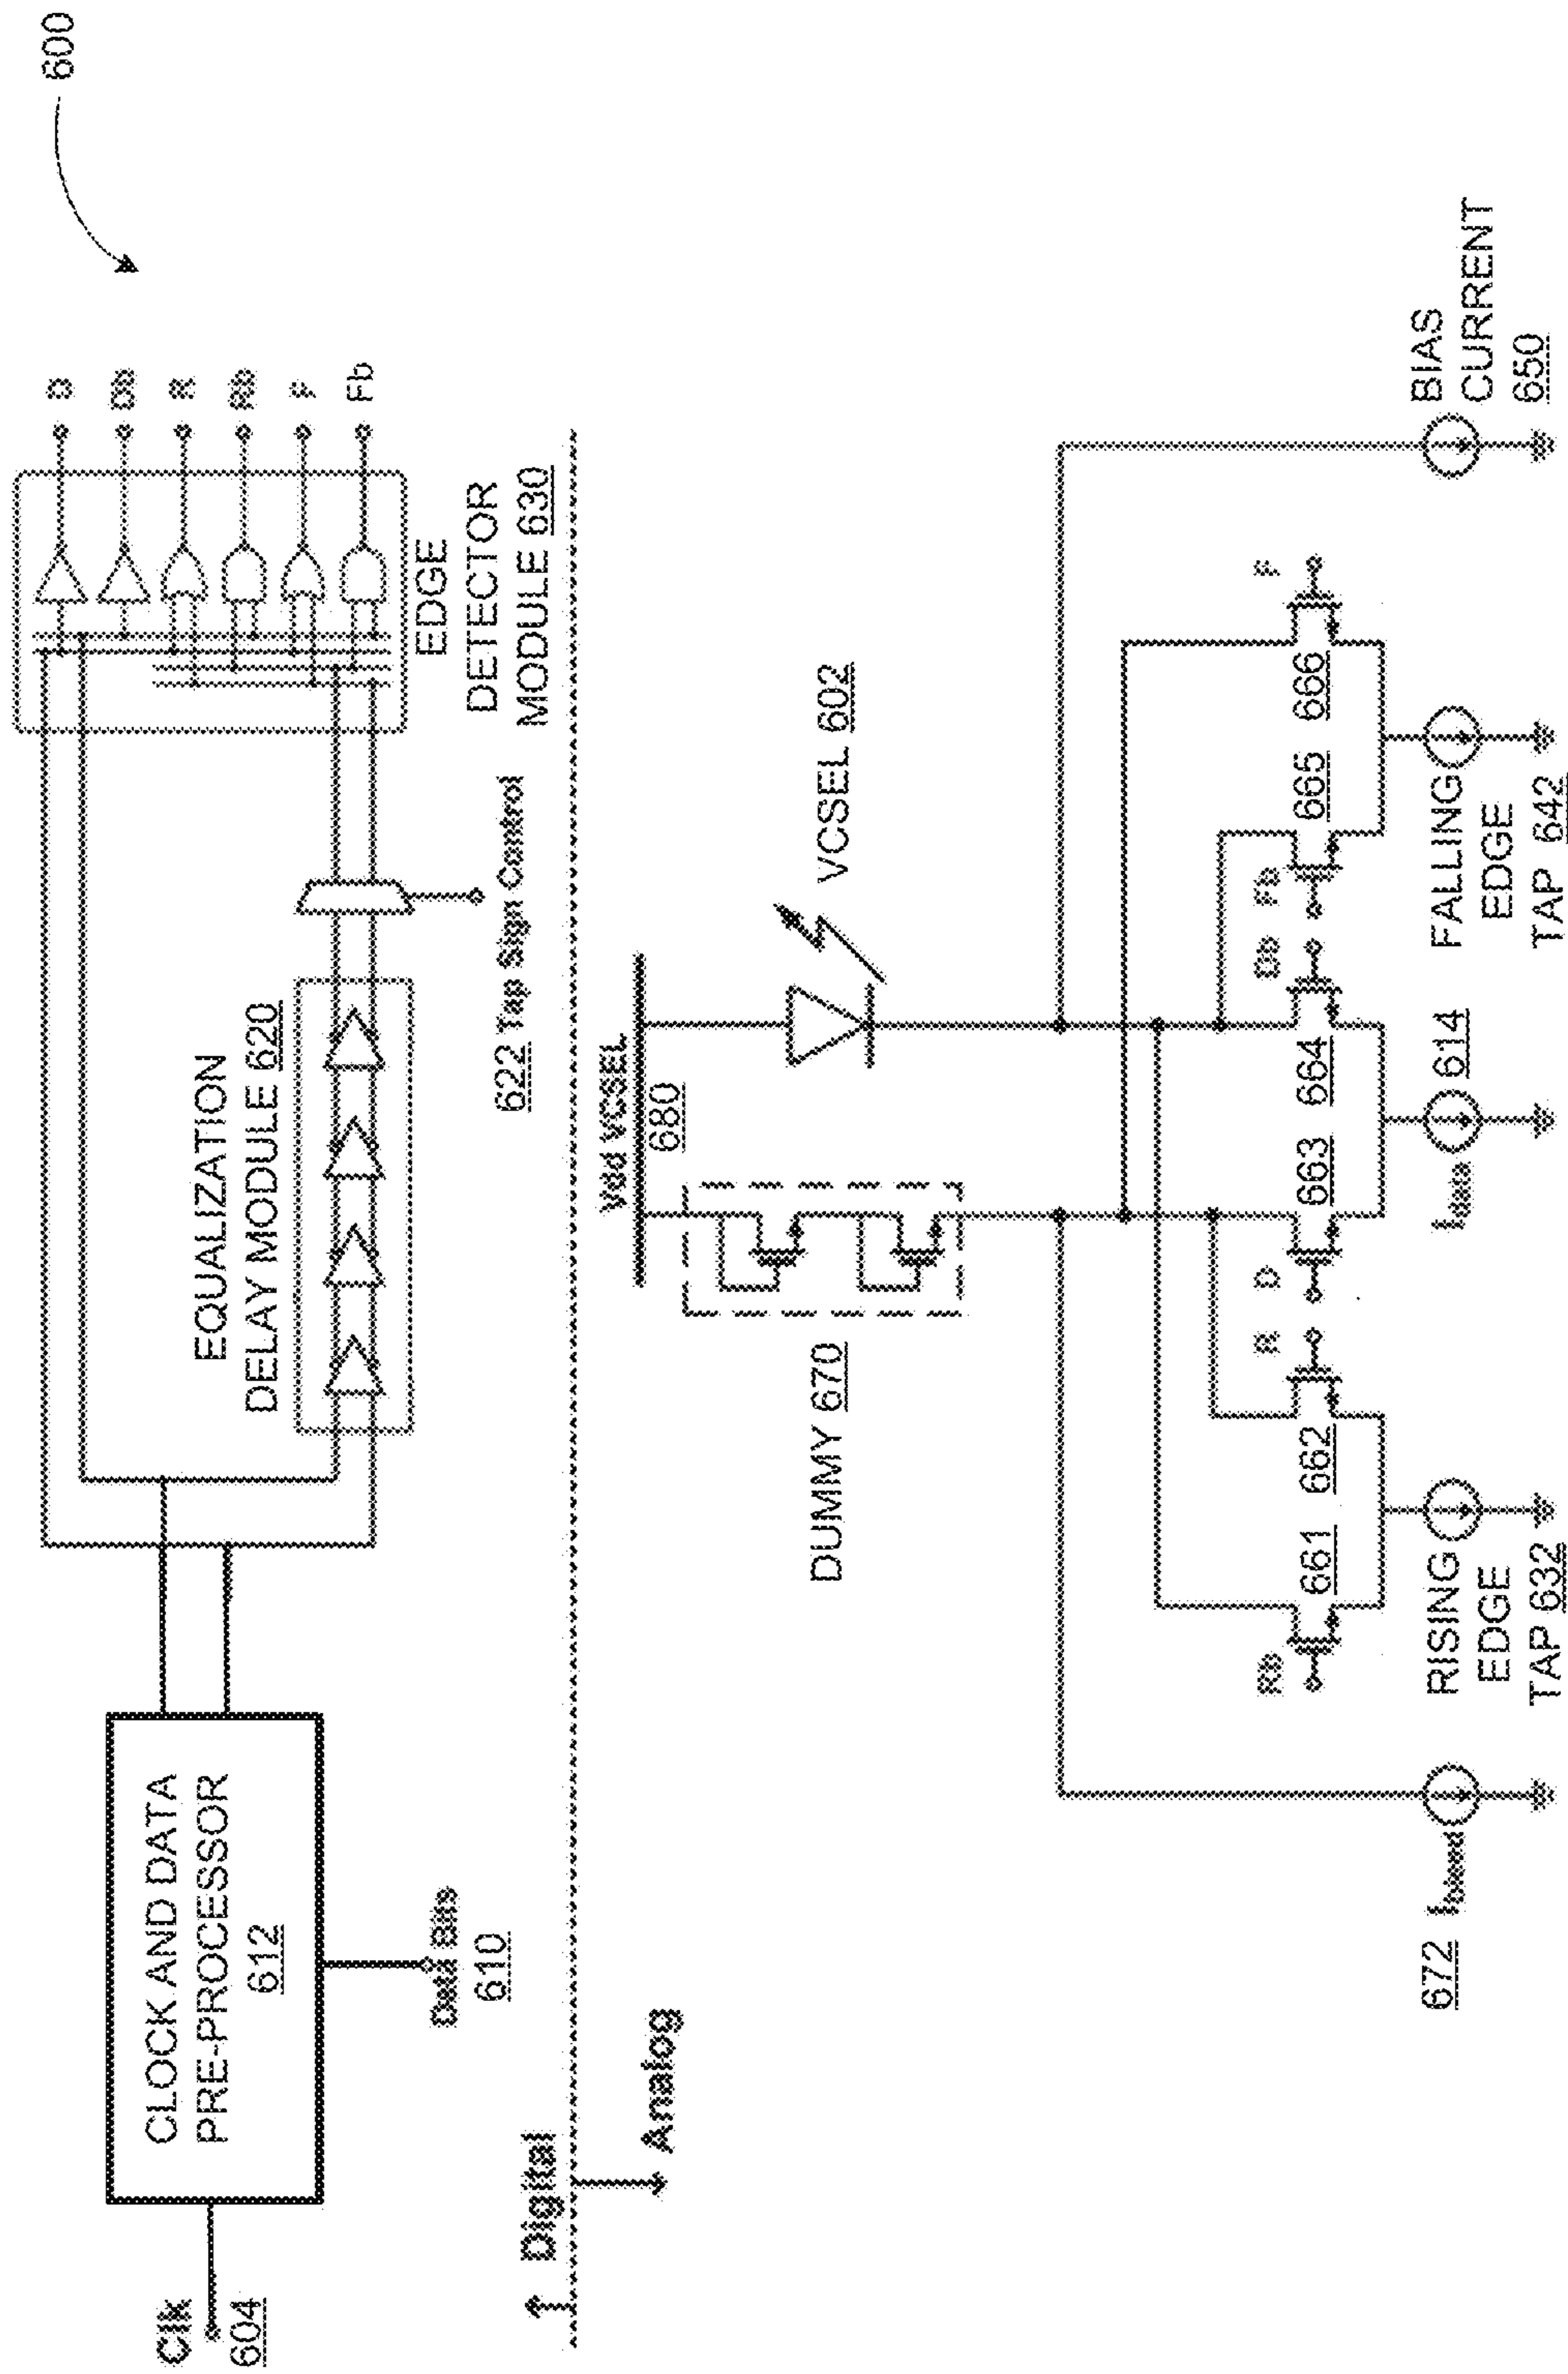 600
Clk
604
CLOCK AND DATA
PRE-PROCESSOR
612
Data Bits
610
EQUALIZATION
DELAY MODULE 620
622 Tap Sign Control
D
Db
R
Rb
F
Fb
EDGE
DETECTOR
MODULE 630
Digital
Analog
Vdd VCSEL
680
DUMMY 670
VCSEL 602
Rb
R
D
Db
Fb
F
661
662
663
664
665
666
672 Ibiasd
RISING
EDGE
TAP 632
Idata
614
FALLING
EDGE
TAP 642
BIAS
CURRENT
650